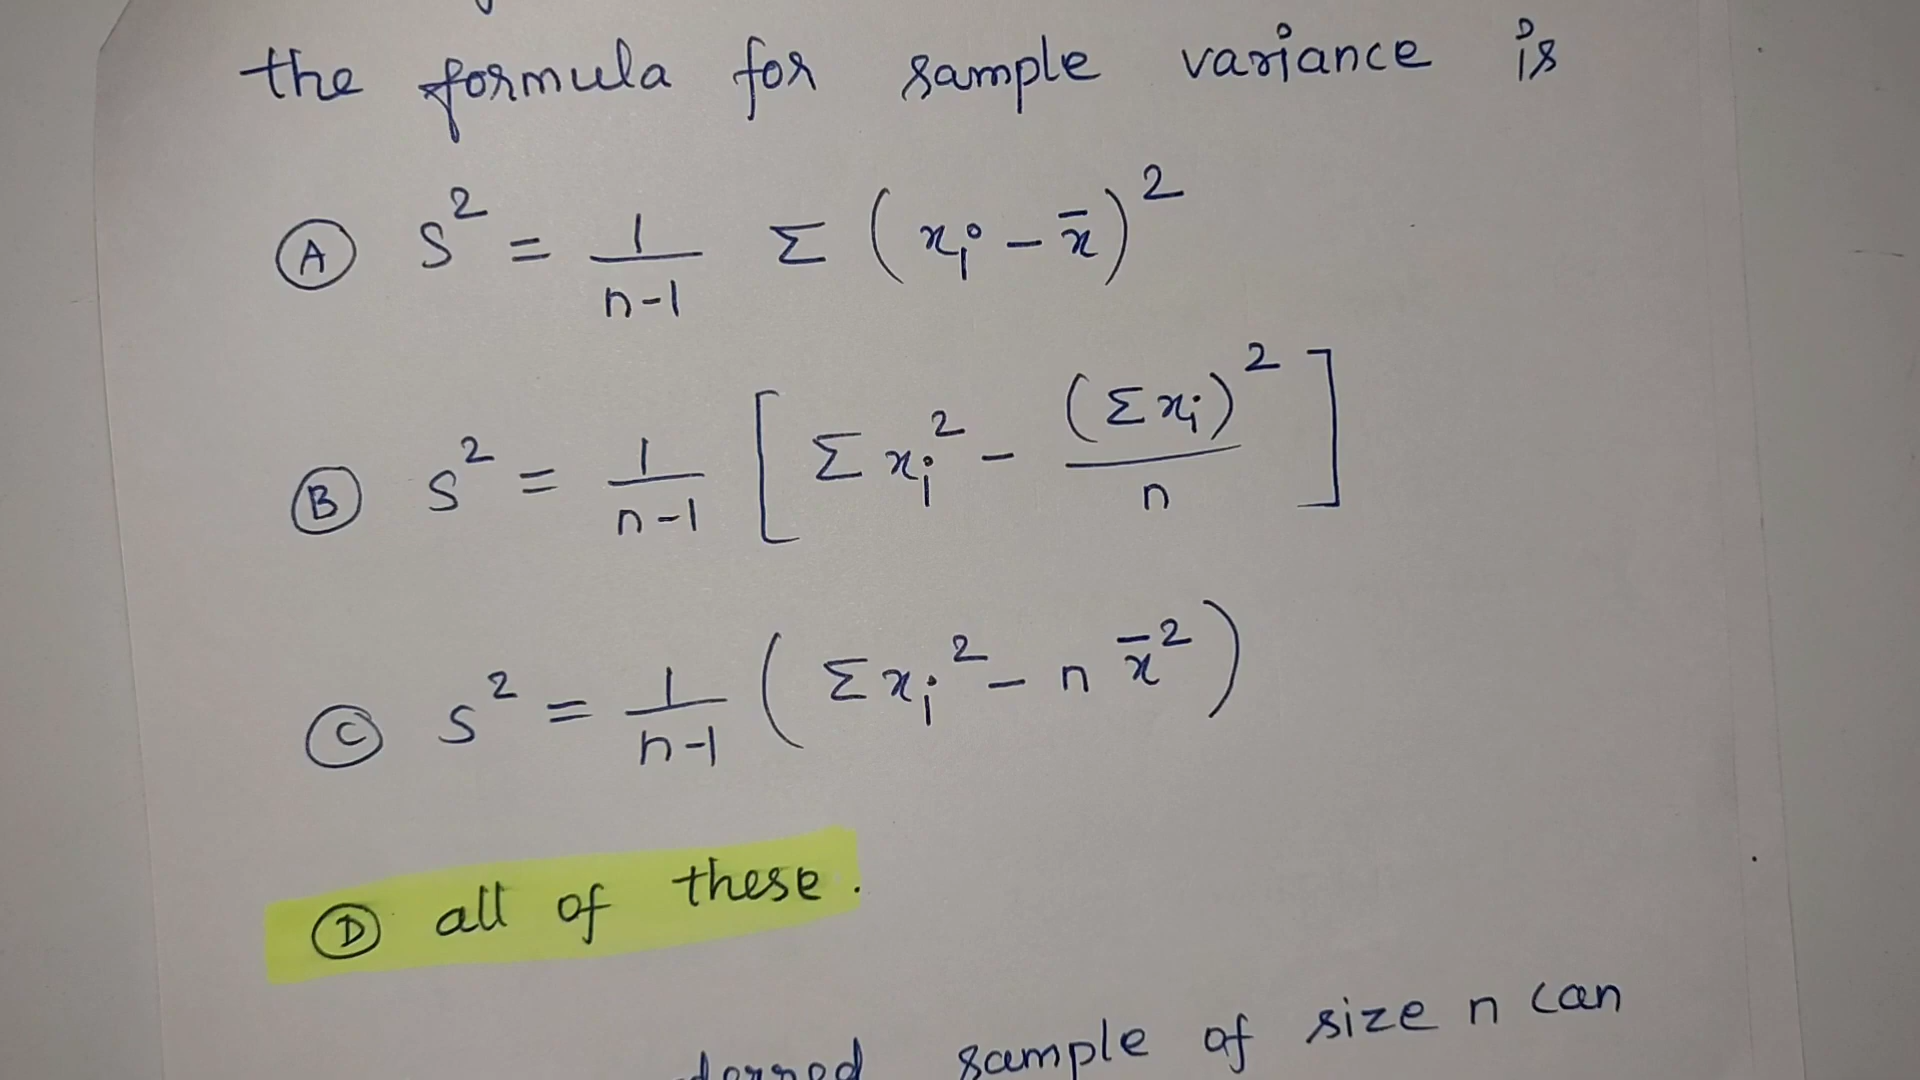 the formula for sample variance is
(A) S² = 1/(n-1) Σ (xᵢ - x̄)²
(B) S² = 1/(n-1) [Σ xᵢ² - (Σ xᵢ)²/n]
(C) S² = 1/(n-1) (Σ xᵢ² - n x̄²)
(D) all of these.
sample of size n can